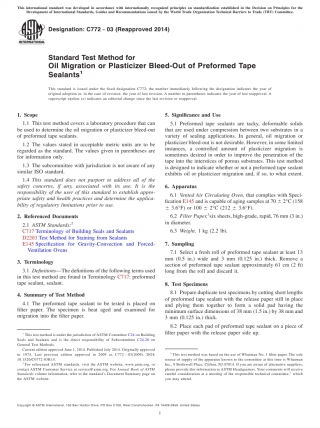 This international standard was developed in accordance with internationally recognized principles on standardization established in the Decision on Principles for the
Development of International Standards, Guides and Recommendations issued by the World Trade Organization Technical Barriers to Trade (TBT) Committee.
Designation: C772 − 03 (Reapproved 2014)
INTERNATIONAL
Standard Test Method for
Oil Migration or Plasticizer Bleed-Out of Preformed Tape
Sealants1
This standard is issued under the fixed designation C772; the number immediately following the designation indicates the year of
original adoption or, in the case of revision, the year of last revision. A number in parentheses indicates the year of last reapproval. A
superscript epsilon (ε) indicates an editorial change since the last revision or reapproval.
1. Scope
1.1 This test method covers a laboratory procedure that can
be used to determine the oil migration or plasticizer bleed-out
of preformed tapes.
1.2 The values stated in acceptable metric units are to be
regarded as the standard. The values given in parentheses are
for information only.
1.3 The subcommittee with jurisdiction is not aware of any
similar ISO standard.
1.4 This standard does not purport to address all of the
safety concerns, if any, associated with its use. It is the
responsibility of the user of this standard to establish appro-
priate safety and health practices and determine the applica-
bility of regulatory limitations prior to use.
2. Referenced Documents
2.1 ASTM Standards:2
C717 Terminology of Building Seals and Sealants
D2203 Test Method for Staining from Sealants
E145 Specification for Gravity-Convection and Forced-
Ventilation Ovens
3. Terminology
3.1 Definitions—The definitions of the following terms used
in this test method are found in Terminology C717: preformed
tape sealant, sealant.
4. Summary of Test Method
4.1 The preformed tape sealant to be tested is placed on
filter paper. The specimen is heat aged and examined for
migration into the filter paper.
1 This test method is under the jurisdiction of ASTM Committee C24 on Building
Seals and Sealants and is the direct responsibility of Subcommittee C24.20 on
General Test Methods.
Current edition approved June 1, 2014. Published July 2014. Originally approved
in 1974. Last previous edition approved in 2009 as
2 For referenced ASTM standards, visit the ASTM website, www.astm.org, or
contact ASTM Customer Service at service@astm.org. For Annual Book of ASTM
Standards volume information, refer to the standard's Document Summary page on
the ASTM website.
5. Significance and Use
5.1 Preformed tape sealants are tacky, deformable solids
that are used under compression between two substrates in a
variety of sealing applications. In general, oil migration or
plasticizer bleed-out is not desirable. However, in some limited
instances, a controlled amount of plasticizer migration is
sometimes desired in order to improve the penetration of the
tape into the interstices of porous substrates. This test method
is designed to indicate whether or not a preformed tape sealant
exhibits oil or plasticizer migration and, if so, to what extent.
6. Apparatus
6.1 Vented Air Circulating Ovens, that complies with Speci-
fication E145 and is capable of aging samples at 70 ± 2°C (158
± 3.6°F) or 100 ± 2°C (212 ± 3.6°F).
6.2 Filter Paper,3 six sheets, high-grade, rapid, 76 mm (3 in.)
in diameter.
6.3 Weight, 1 kg (2.2 lb).
7. Sampling
7.1 Select a fresh roll of preformed tape sealant at least 13
mm (0.5 in.) wide and 3 mm (0.125 in.) thick. Remove a
section of preformed tape sealant approximately 61 cm (2 ft)
long from the roll and discard it.
8. Test Specimens
8.1 Prepare duplicate test specimens by cutting short lengths
of preformed tape sealant with the release paper still in place
and plying them together to form a solid pad having the
minimum surface dimensions of 38 mm (1.5 in.) by 38 mm and
3 mm (0.125 in.) thick.
8.2 Place each pad of preformed tape sealant on a piece of
filter paper with the release paper side up.
3 This test method was based on the use of Whatman No. 1 filter paper. The sole
source of supply of the apparatus known to the committee at this time is Whatman
Inc., 9 Bridewell Place, Clifton, NJ 07014. If you are aware of alternative suppliers,
please provide this information to ASTM Headquarters. Your comments will receive
careful consideration at a meeting of the responsible technical committee,1 which
you may attend.
Copyright © ASTM International, 100 Barr Harbor Drive, PO Box C700, West Conshohocken, PA 19428-2959. United States
1